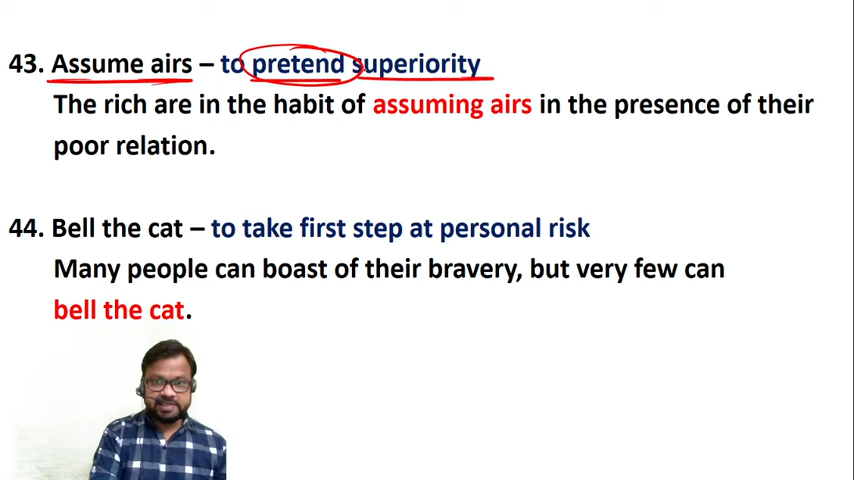 43. Assume airs – to pretend superiority
The rich are in the habit of assuming airs in the presence of their
poor relation.
44. Bell the cat – to take first step at personal risk
Many people can boast of their bravery, but very few can
bell the cat.